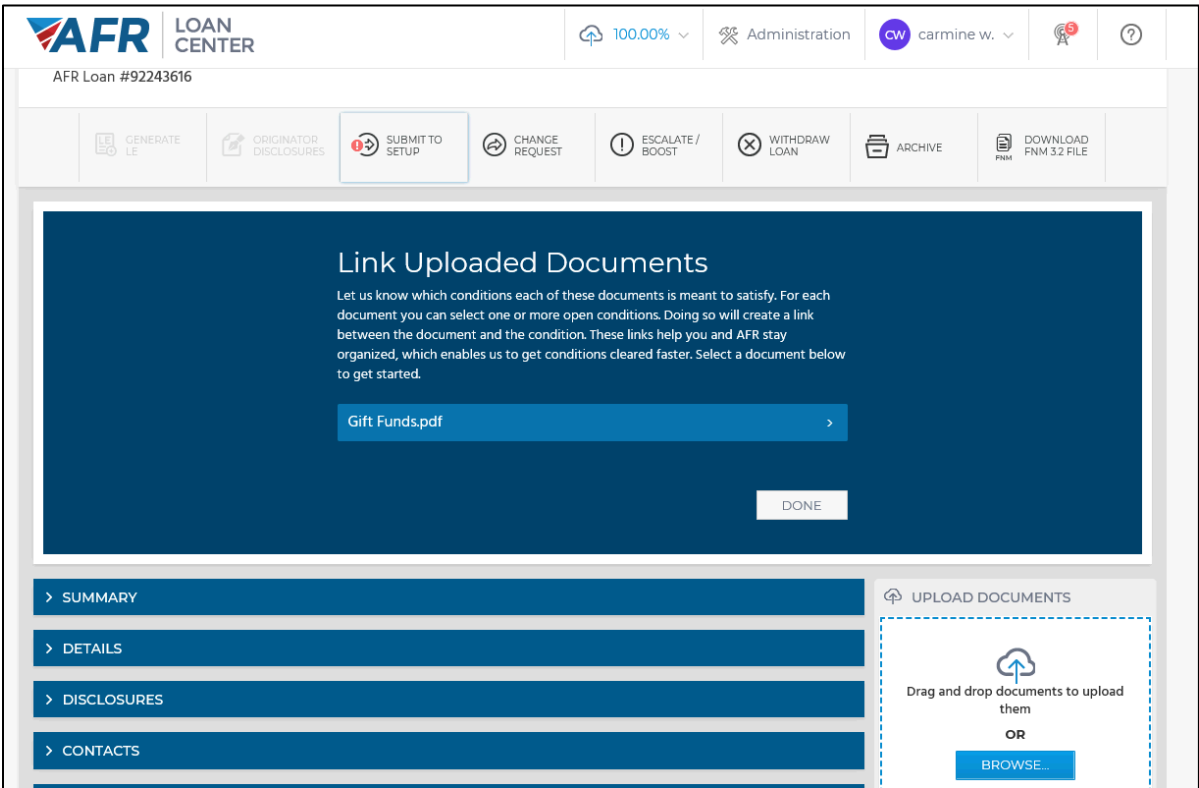 AFR LOAN CENTER
100.00%
Administration
CW carmine w.
5
?
AFR Loan #92243616
LE GENERATE LE
ORIGINATOR DISCLOSURES
! SUBMIT TO SETUP
CHANGE REQUEST
! ESCALATE / BOOST
WITHDRAW LOAN
ARCHIVE
FNM DOWNLOAD FNM 3.2 FILE
Link Uploaded Documents
Let us know which conditions each of these documents is meant to satisfy. For each
document you can select one or more open conditions. Doing so will create a link
between the document and the condition. These links help you and AFR stay
organized, which enables us to get conditions cleared faster. Select a document below
to get started.
Gift Funds.pdf >
DONE
> SUMMARY
> DETAILS
> DISCLOSURES
> CONTACTS
UPLOAD DOCUMENTS
Drag and drop documents to upload
them
OR
BROWSE...